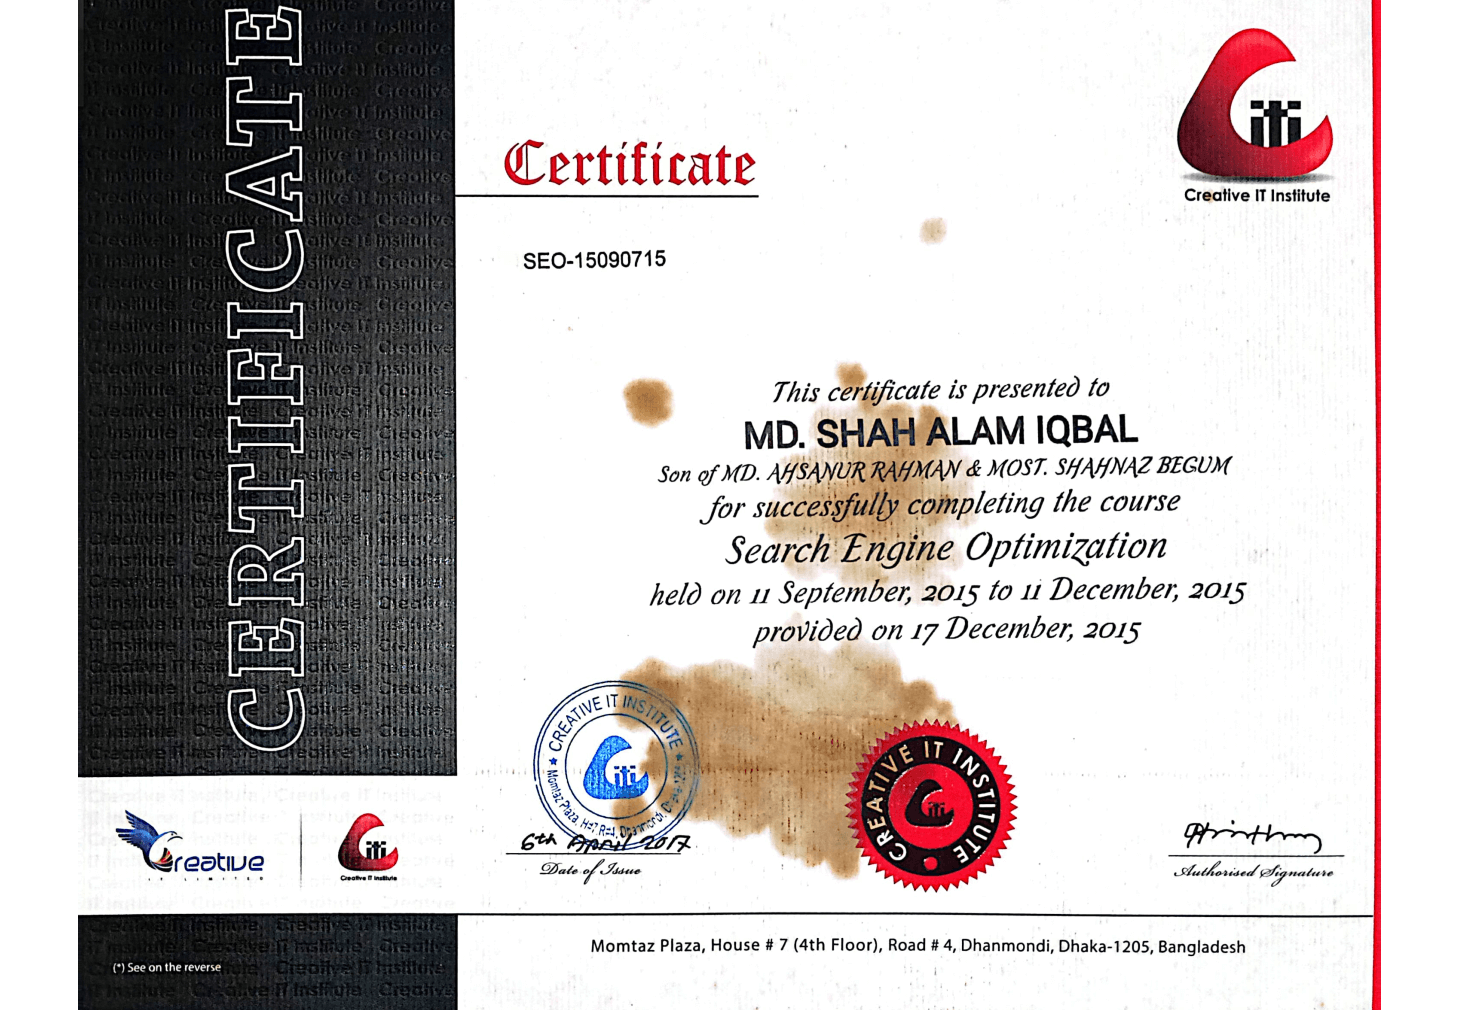 CERTIFICATE
iti
Creative IT Institute
Certificate
SEO-15090715
This certificate is presented to
MD. SHAH ALAM IQBAL
Son of MD. AHSANUR RAHMAN & MOST. SHAHNAZ BEGUM
for successfully completing the course
Search Engine Optimization
held on 11 September, 2015 to 11 December, 2015
provided on 17 December, 2015
CREATIVE IT INSTITUTE
iti
Momtaz Plaza, H#7, R#4, Dhanmondi, Dhaka-1205
CREATIVE IT INSTITUTE
iti
6th April 2017
Date of Issue
Authorised Signature
Creative
IT LIMITED
iti
Creative IT Institute
Momtaz Plaza, House # 7 (4th Floor), Road # 4, Dhanmondi, Dhaka-1205, Bangladesh
(*) See on the reverse